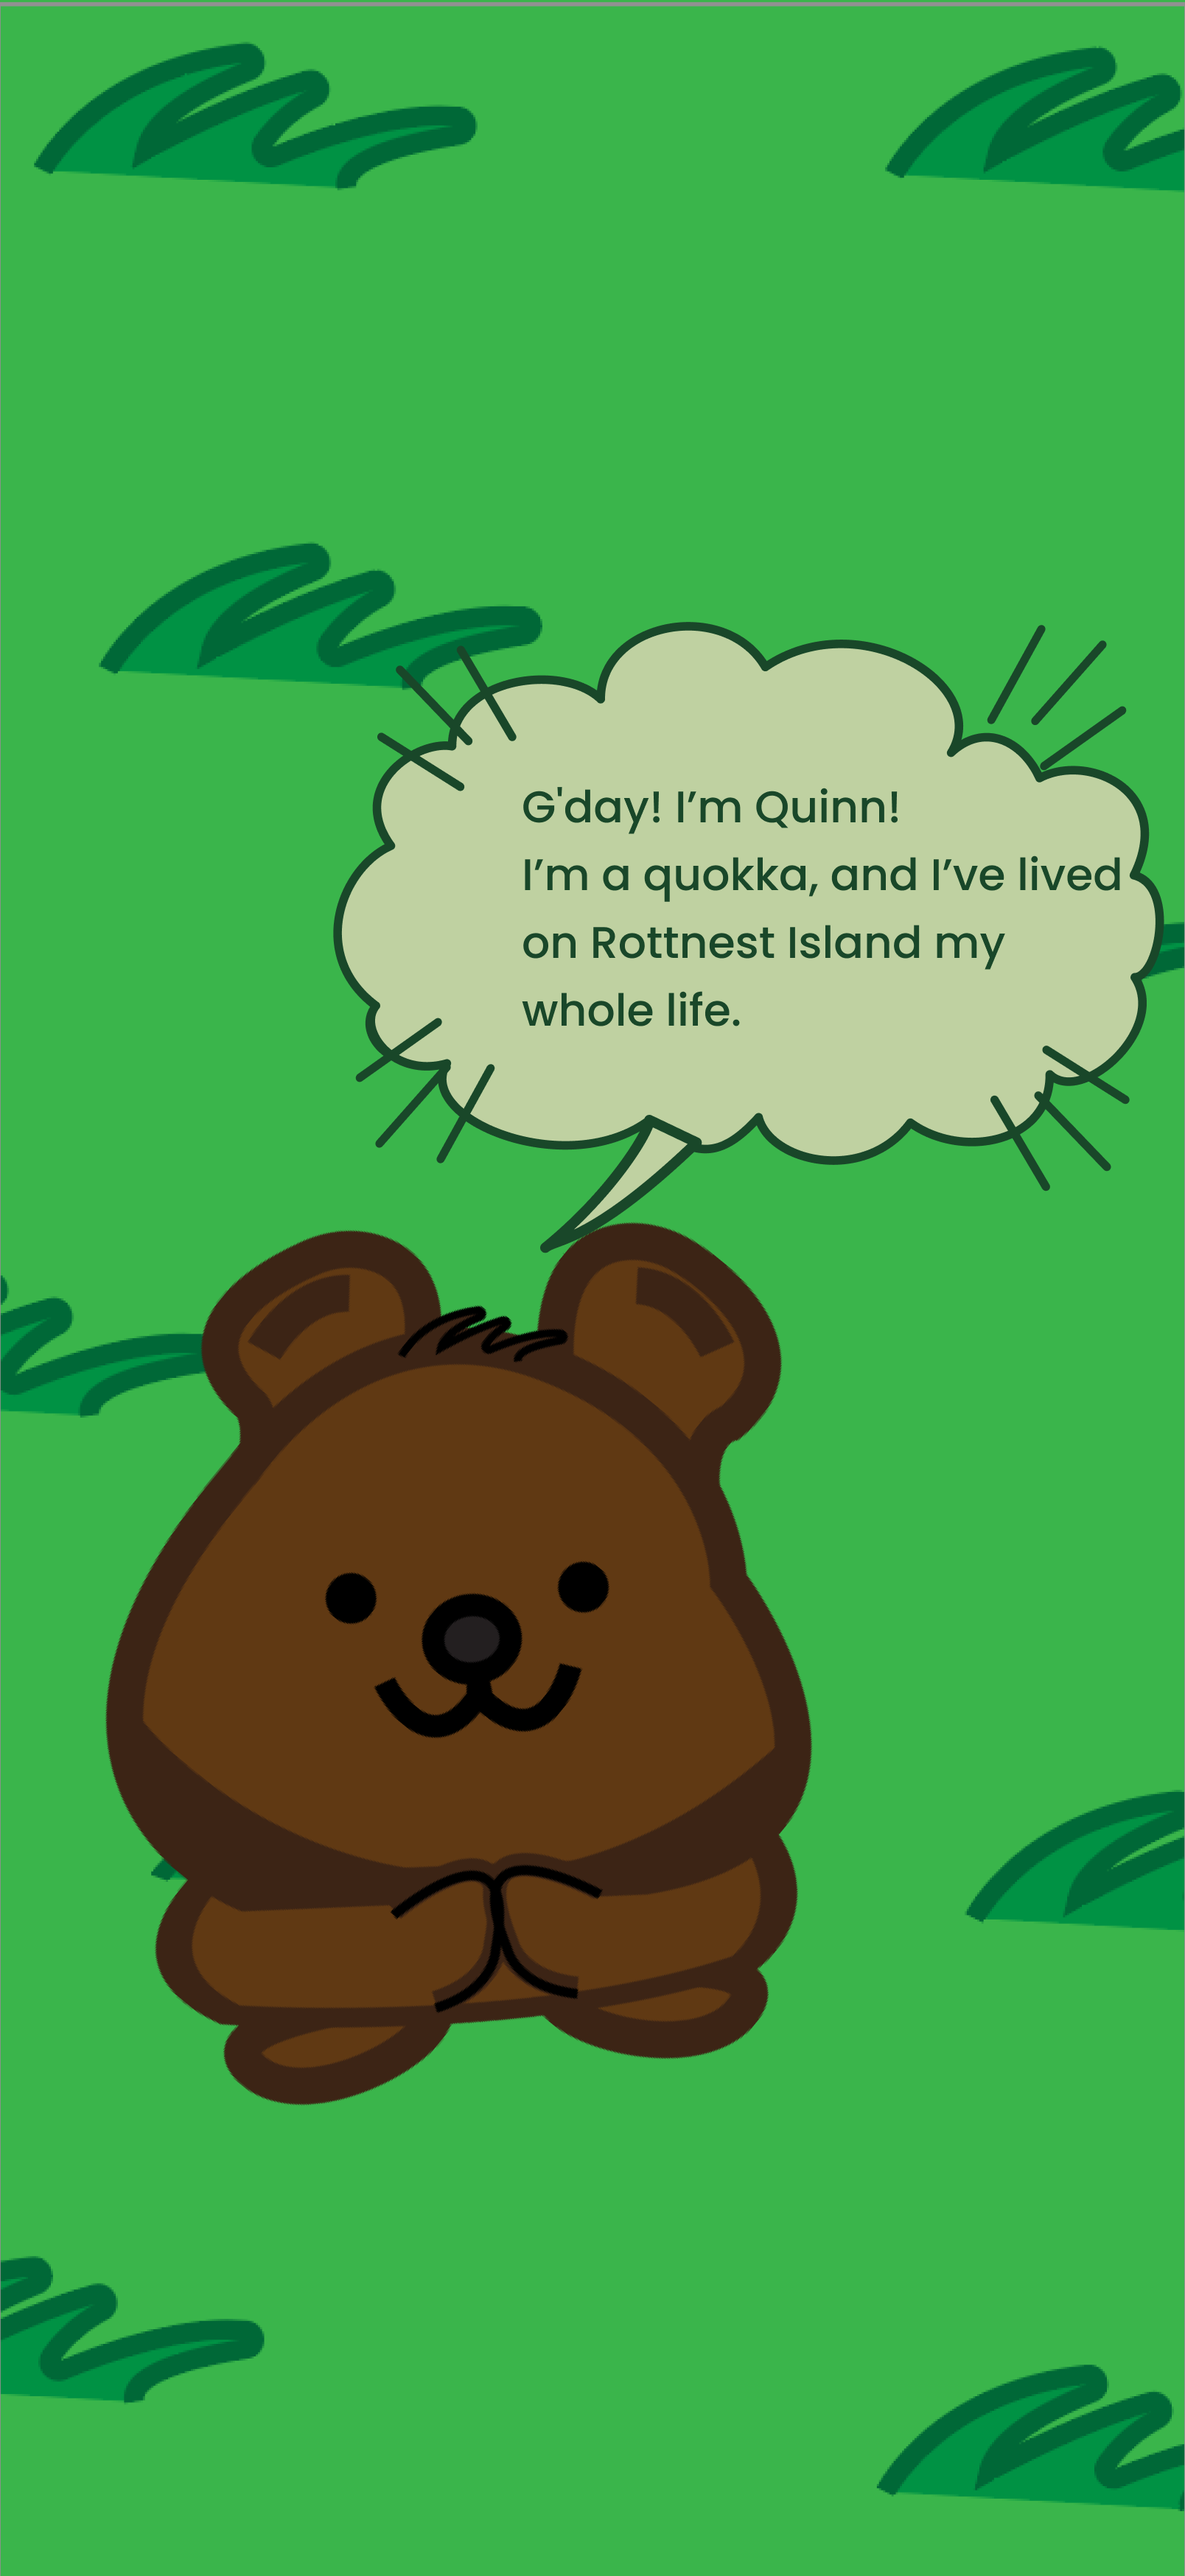 G'day! I’m Quinn!
I’m a quokka, and I’ve lived
on Rottnest Island my
whole life.